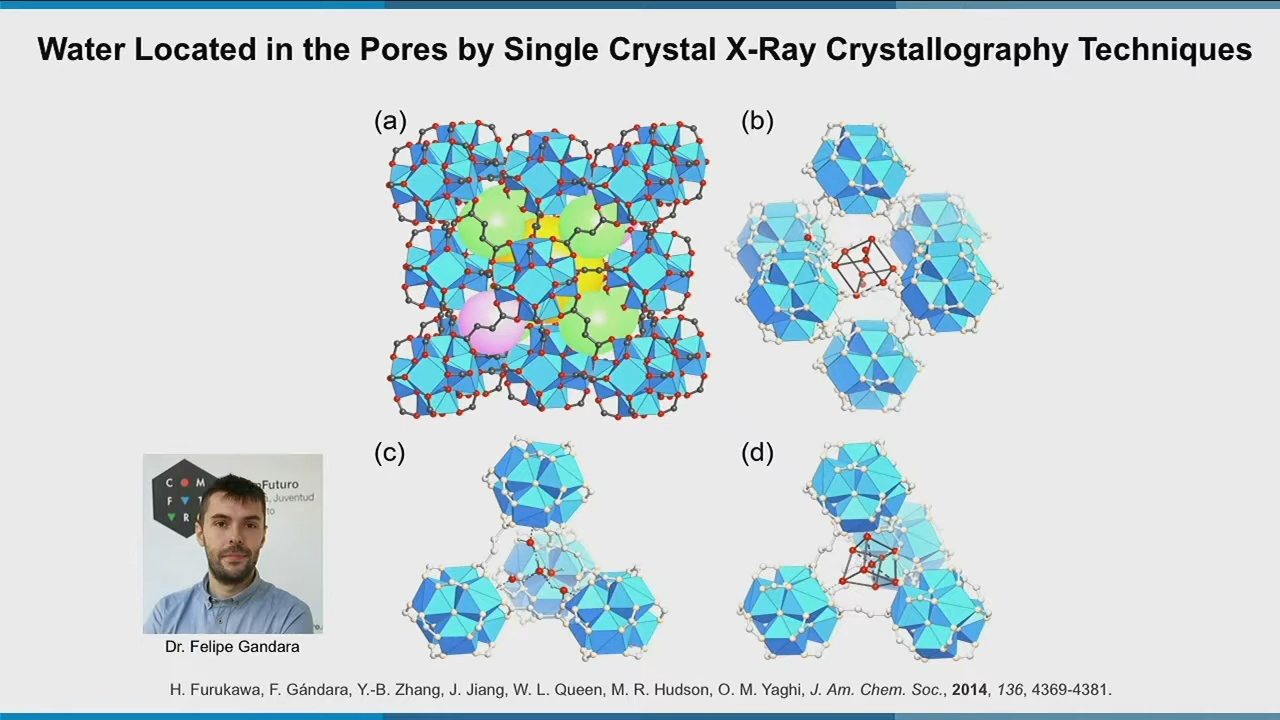 Water Located in the Pores by Single Crystal X-Ray Crystallography Techniques
(a)
(b)
(c)
(d)
C M
Futuro
F T
, Juventud
R
to
Dr. Felipe Gandara
H. Furukawa, F. Gándara, Y.-B. Zhang, J. Jiang, W. L. Queen, M. R. Hudson, O. M. Yaghi, J. Am. Chem. Soc., 2014, 136, 4369-4381.